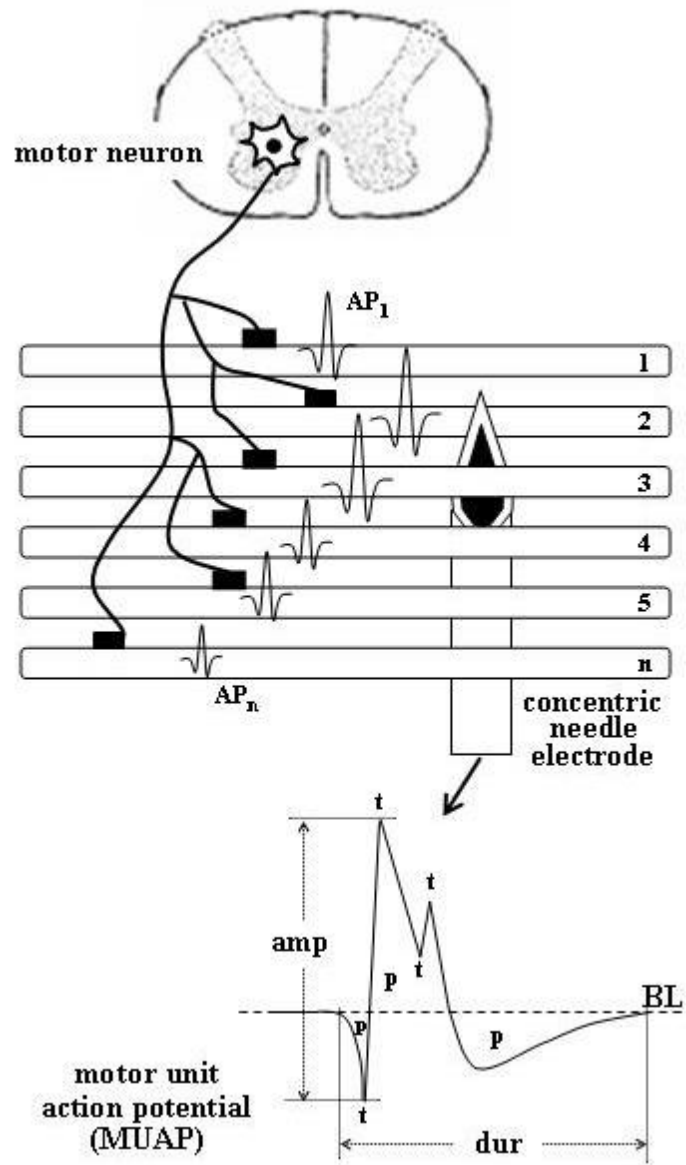 motor neuron
AP1
1
2
3
4
5
n
APn
concentric
needle
electrode
t
t
amp
t
p
BL
p
p
t
motor unit
action potential
(MUAP)
dur